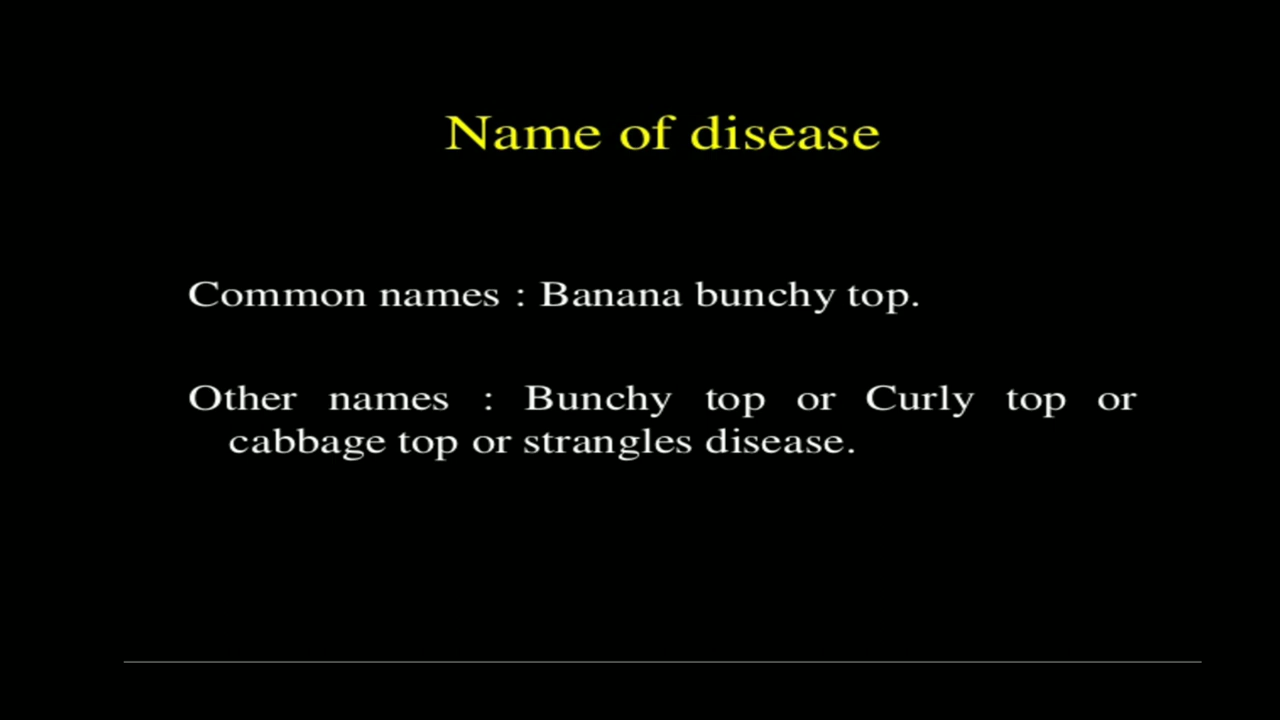 Name of disease
Common names : Banana bunchy top.
Other names : Bunchy top or Curly top or
cabbage top or strangles disease.